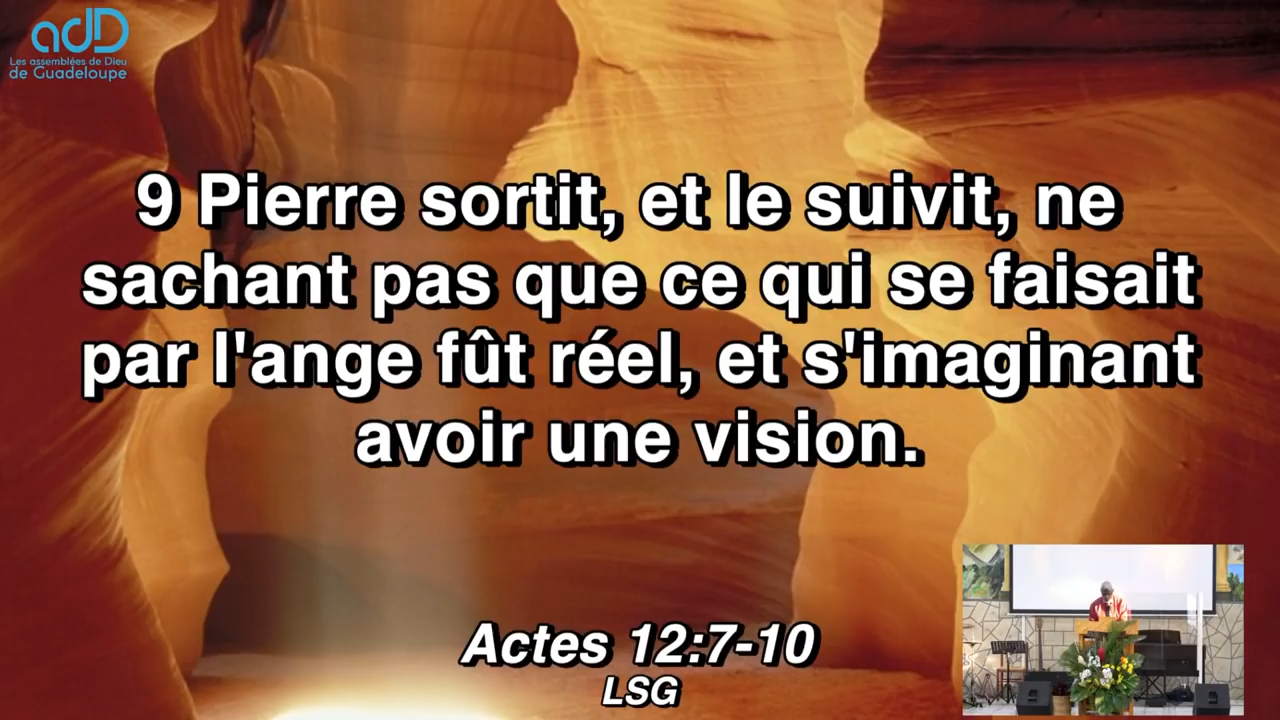 adD
Les assemblées de Dieu
de Guadeloupe
9 Pierre sortit, et le suivit, ne
sachant pas que ce qui se faisait
par l'ange fût réel, et s'imaginant
avoir une vision.
Actes 12:7-10
LSG